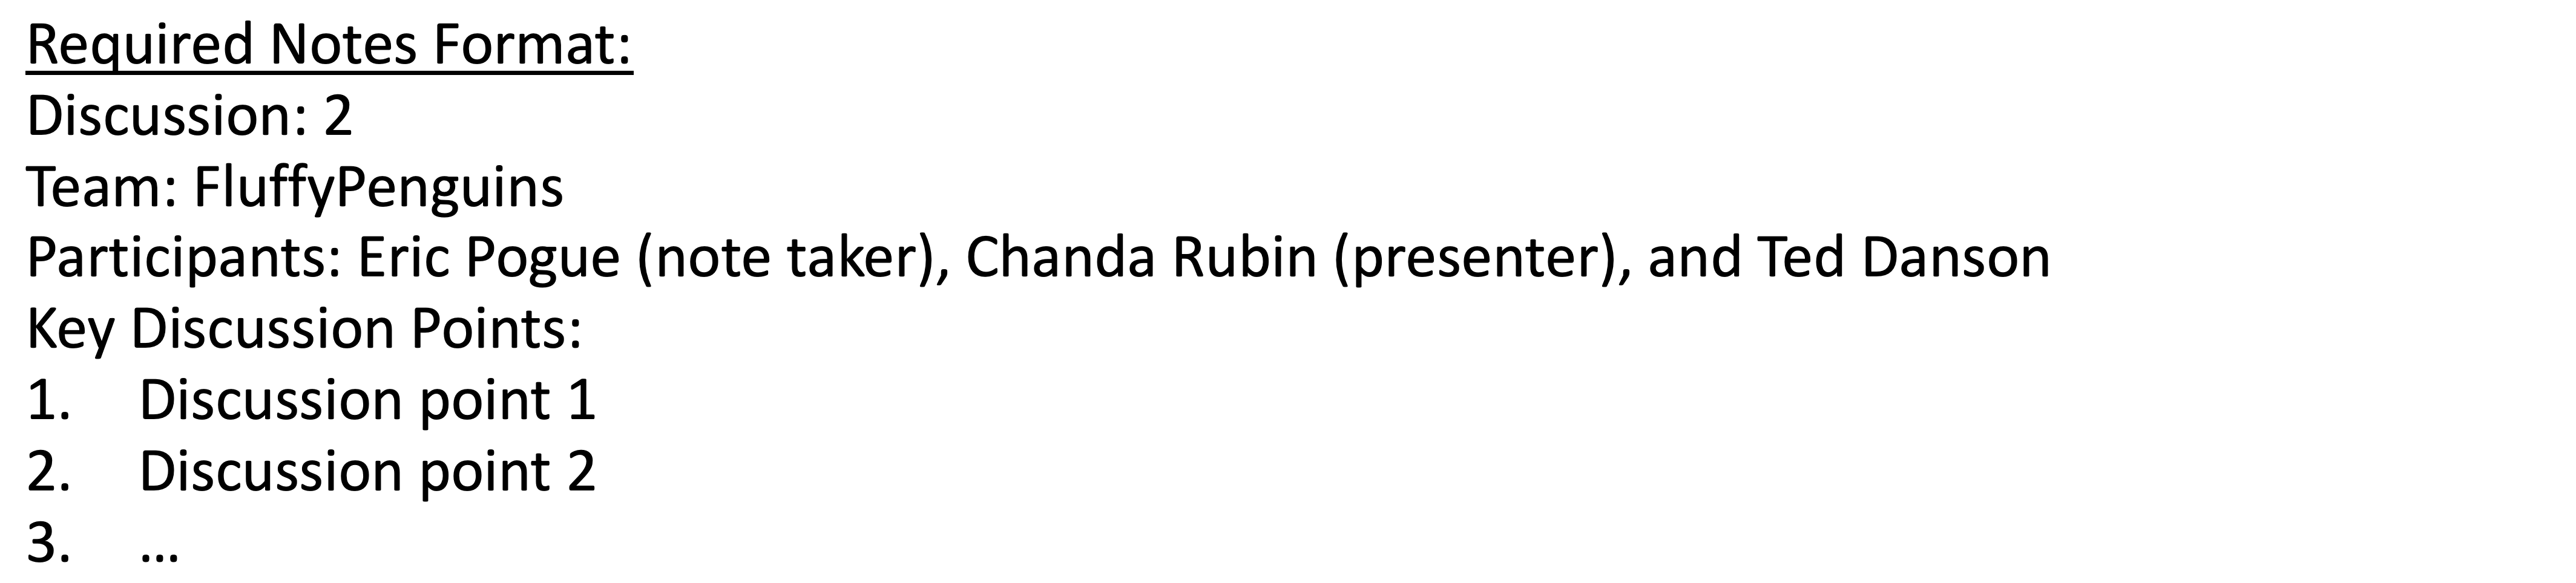 Required Notes Format:
Discussion: 2
Team: FluffyPenguins
Participants: Eric Pogue (note taker), Chanda Rubin (presenter), and Ted Danson
Key Discussion Points:
1. Discussion point 1
2. Discussion point 2
3. …